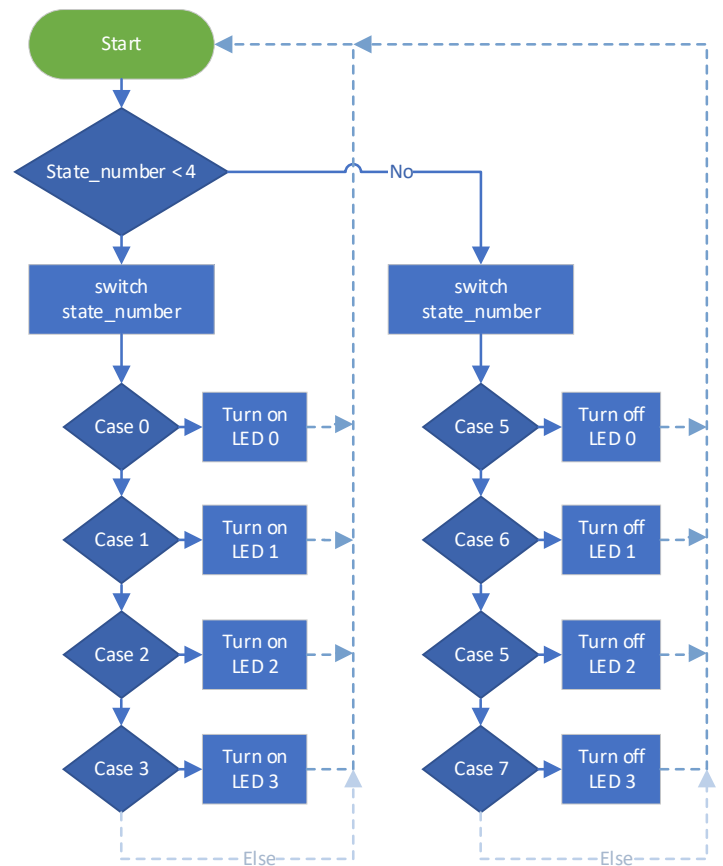 Start
State_number < 4
No
switch
state_number
switch
state_number
Case 0
Turn on
LED 0
Case 5
Turn off
LED 0
Case 1
Turn on
LED 1
Case 6
Turn off
LED 1
Case 2
Turn on
LED 2
Case 5
Turn off
LED 2
Case 3
Turn on
LED 3
Case 7
Turn off
LED 3
Else
Else